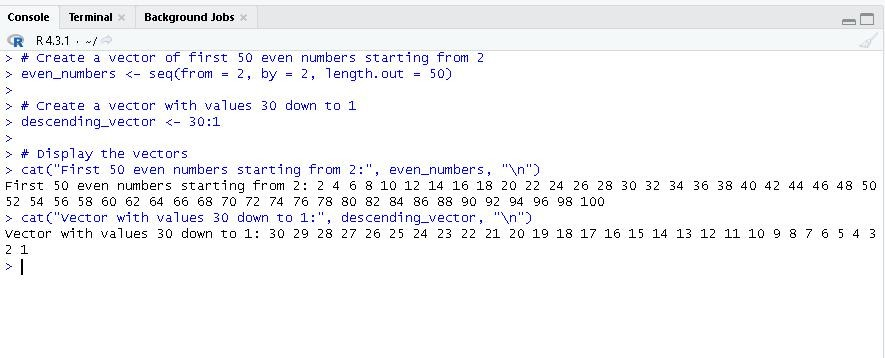 Console Terminal Background Jobs
R 4.3.1 · ~/
> # Create a vector of first 50 even numbers starting from 2
> even_numbers <- seq(from = 2, by = 2, length.out = 50)
>
> # Create a vector with values 30 down to 1
> descending_vector <- 30:1
>
> # Display the vectors
> cat("First 50 even numbers starting from 2:", even_numbers, "\n")
First 50 even numbers starting from 2: 2 4 6 8 10 12 14 16 18 20 22 24 26 28 30 32 34 36 38 40 42 44 46 48 50
52 54 56 58 60 62 64 66 68 70 72 74 76 78 80 82 84 86 88 90 92 94 96 98 100
> cat("Vector with values 30 down to 1:", descending_vector, "\n")
Vector with values 30 down to 1: 30 29 28 27 26 25 24 23 22 21 20 19 18 17 16 15 14 13 12 11 10 9 8 7 6 5 4 3
2 1
>